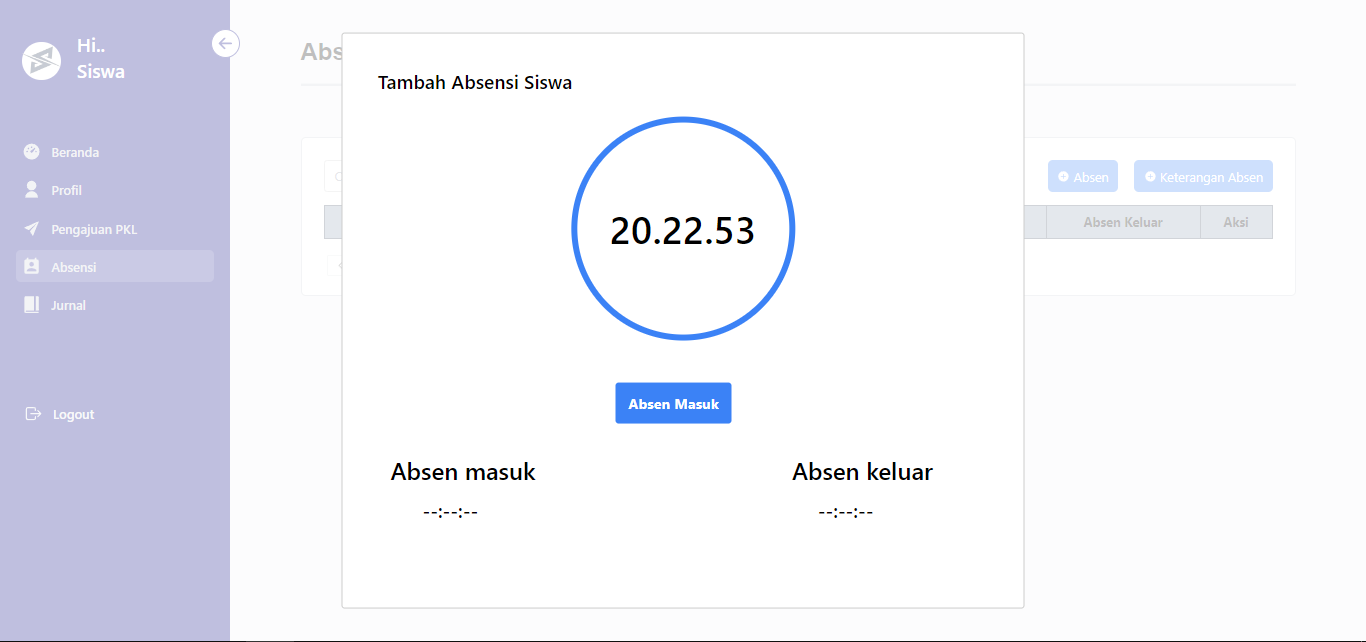 Hi..
Siswa
Beranda
Profil
Pengajuan PKL
Absensi
Jurnal
Logout
Abs
Tambah Absensi Siswa
20.22.53
Absen
Keterangan Absen
Absen Keluar
Aksi
Absen Masuk
Absen masuk
Absen keluar
--:--:--
--:--:--